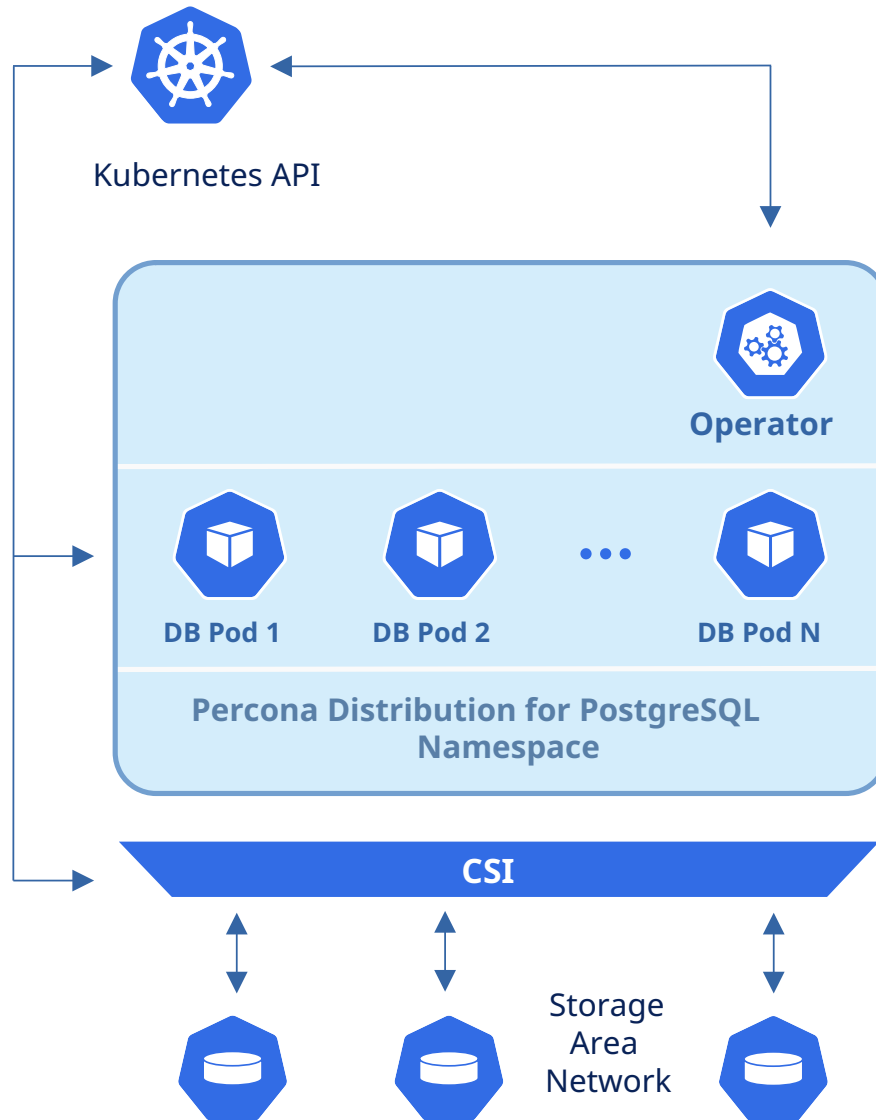 Kubernetes API
Operator
DB Pod 1
DB Pod 2
DB Pod N
Percona Distribution for PostgreSQL
Namespace
CSI
Storage
Area
Network